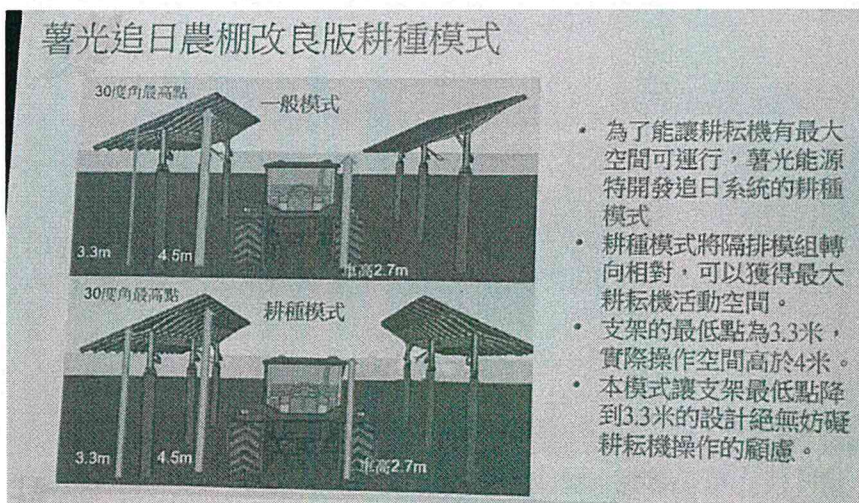 薯光追日農棚改良版耕種模式
30度角最高點
一般模式
3.3m
4.5m
車高2.7m
30度角最高點
耕種模式
3.3m
4.5m
車高2.7m
• 為了能讓耕耘機有最大
空間可運行，薯光能源
特開發追日系統的耕種
模式
• 耕種模式將隔排模組轉
向相對，可以獲得最大
耕耘機活動空間。
• 支架的最低點為3.3米，
實際操作空間高於4米。
• 本模式讓支架最低點降
到3.3米的設計絕無妨礙
耕耘機操作的顧慮。